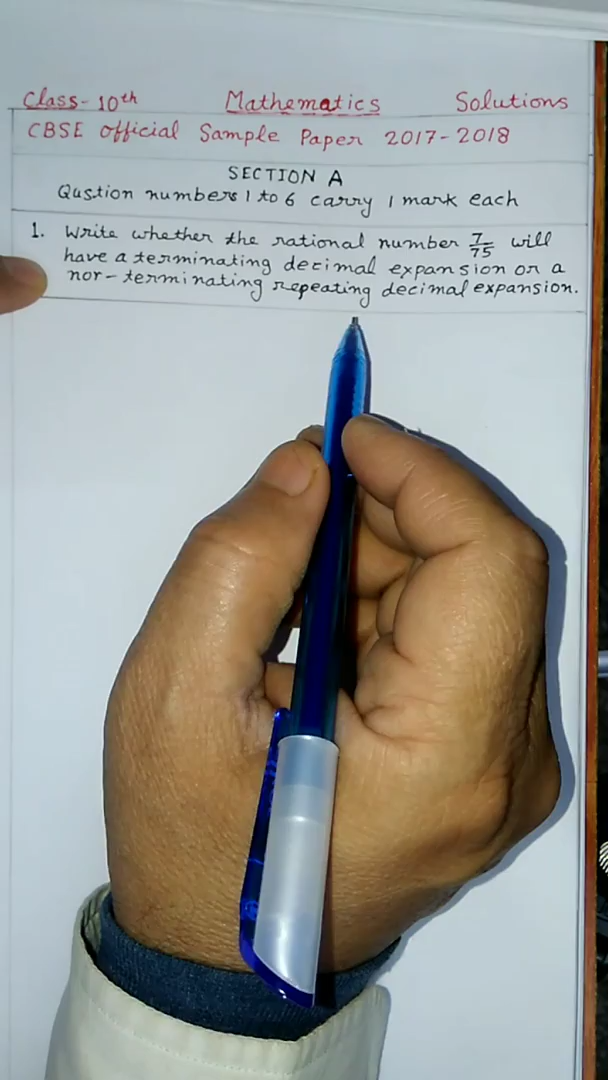 Class- 10th Mathematics Solutions
CBSE official Sample Paper 2017-2018
SECTION A
Qustion numbers 1 to 6 carry 1 mark each
1. Write whether the rational number 7/75 will
have a terminating decimal expansion or a
nor-terminating repeating decimal expansion.